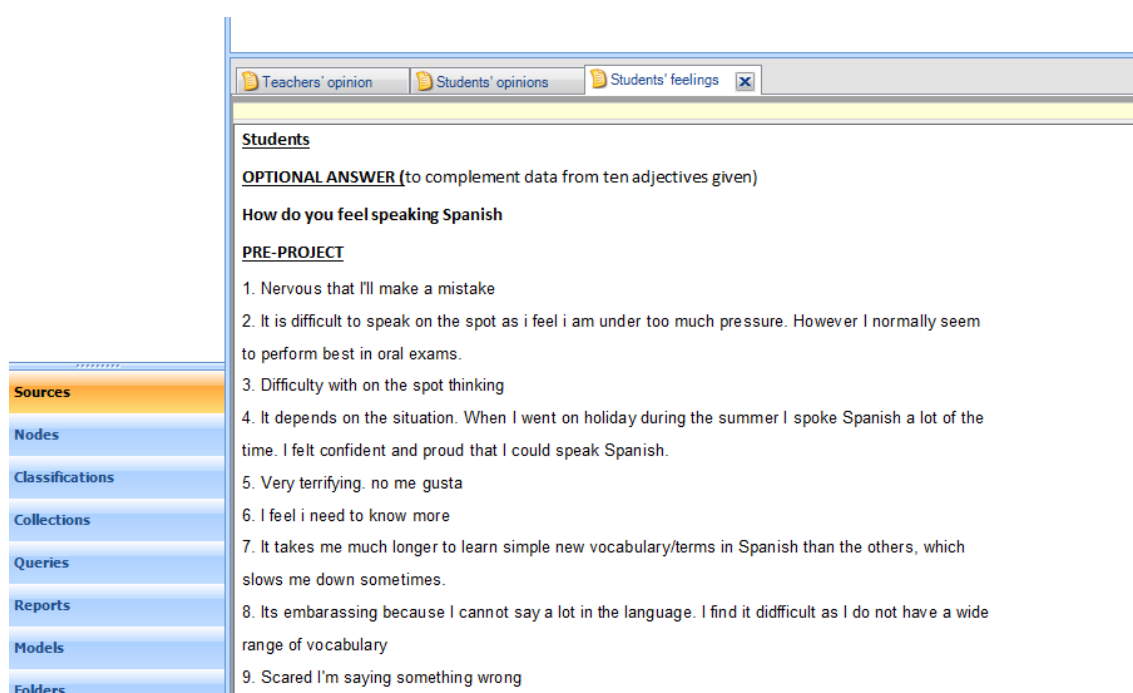 Teachers' opinion
Students' opinions
Students' feelings
Students
OPTIONAL ANSWER (to complement data from ten adjectives given)
How do you feel speaking Spanish
PRE-PROJECT
1. Nervous that I'll make a mistake
2. It is difficult to speak on the spot as i feel i am under too much pressure. However I normally seem
to perform best in oral exams.
3. Difficulty with on the spot thinking
4. It depends on the situation. When I went on holiday during the summer I spoke Spanish a lot of the
time. I felt confident and proud that I could speak Spanish.
5. Very terrifying. no me gusta
6. I feel i need to know more
7. It takes me much longer to learn simple new vocabulary/terms in Spanish than the others, which
slows me down sometimes.
8. Its embarassing because I cannot say a lot in the language. I find it didfficult as I do not have a wide
range of vocabulary
9. Scared I'm saying something wrong
Sources
Nodes
Classifications
Collections
Queries
Reports
Models
Folders